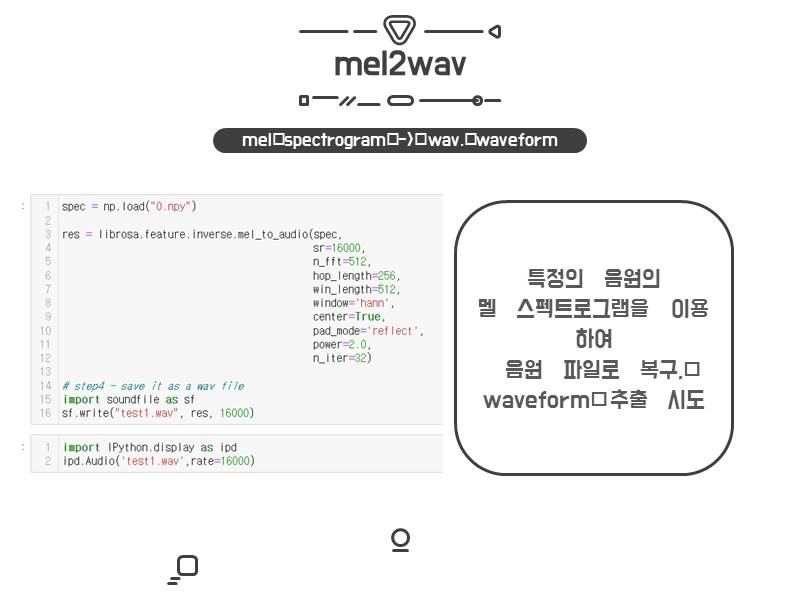 mel2wav
mel□spectrogram□->□wav.□waveform
:
1 spec = np.load("0.npy")
2
3 res = librosa.feature.inverse.mel_to_audio(spec,
4 sr=16000,
5 n_fft=512,
6 hop_length=256,
7 win_length=512,
8 window='hann',
9 center=True,
10 pad_mode='reflect',
11 power=2.0,
12 n_iter=32)
13
14 # step4 - save it as a wav file
15 import soundfile as sf
16 sf.write("test1.wav", res, 16000)
:
1 import IPython.display as ipd
2 ipd.Audio('test1.wav',rate=16000)
특정의 음원의
멜 스펙트로그램을 이용
하여
음원 파일로 복구.□
waveform□추출 시도